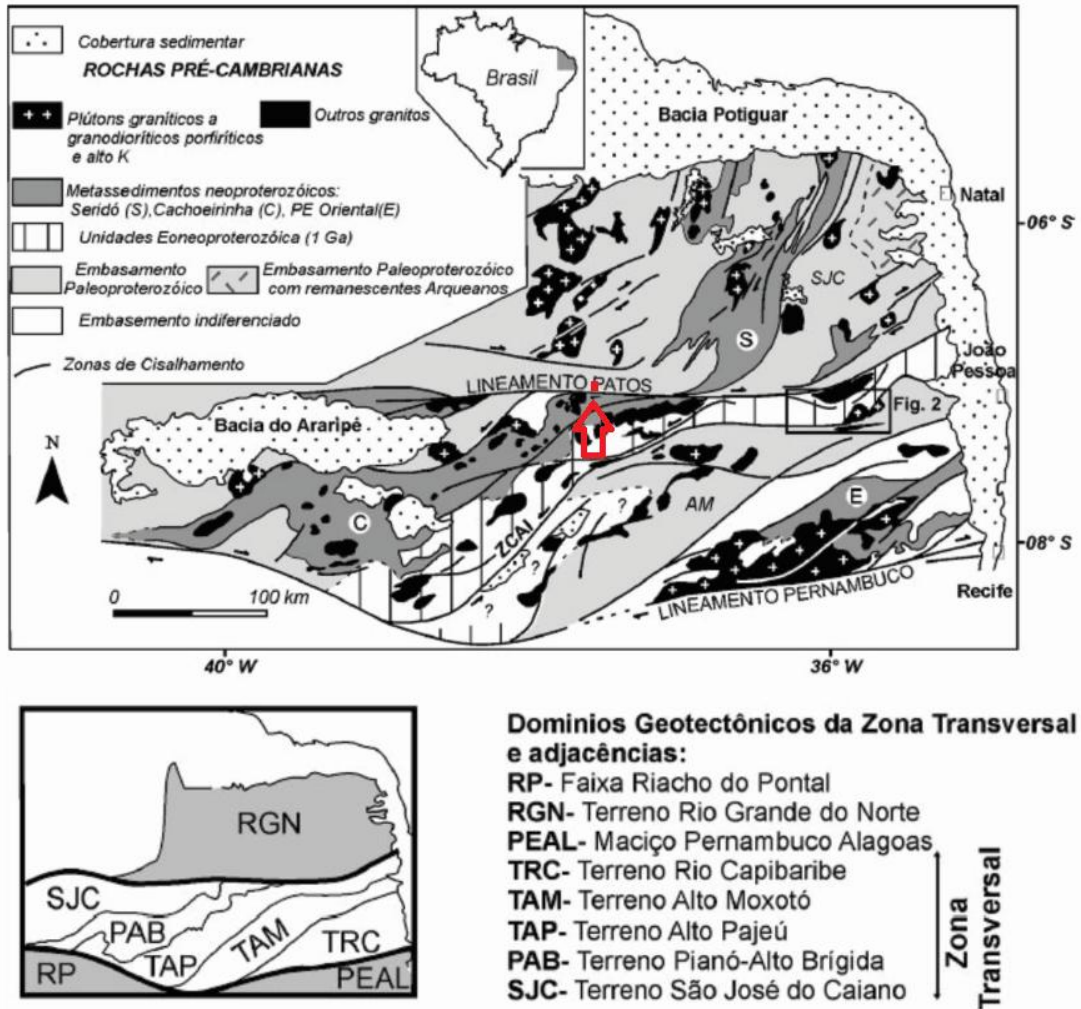 Cobertura sedimentar
ROCHAS PRÉ-CAMBRIANAS
Plútons graníticos a
granodioríticos porfiríticos
e alto K
Outros granitos
Metassedimentos neoproterozóicos:
Seridó (S),Cachoeirinha (C), PE Oriental(E)
Unidades Eoneoproterozóica (1 Ga)
Embasamento
Paleoproterozóico
Embasamento Paleoproterozóico
com remanescentes Arqueanos
Embasemento indiferenciado
Zonas de Cisalhamento
Brasil
Bacia Potiguar
Natal
06° S
SJC
S
João
Pessoa
LINEAMENTO PATOS
Fig. 2
Bacia do Araripé
N
AM
E
?
C
ZCAI
?
?
08° S
0 100 km
LINEAMENTO PERNAMBUCO
Recife
40° W
36° W
RGN
SJC
PAB
TAM
TRC
TAP
RP
PEAL
Dominios Geotectônicos da Zona Transversal
e adjacências:
RP- Faixa Riacho do Pontal
RGN- Terreno Rio Grande do Norte
PEAL- Maciço Pernambuco Alagoas
TRC- Terreno Rio Capibaribe
TAM- Terreno Alto Moxotó
TAP- Terreno Alto Pajeú
PAB- Terreno Pianó-Alto Brígida
SJC- Terreno São José do Caiano
Zona
Transversal